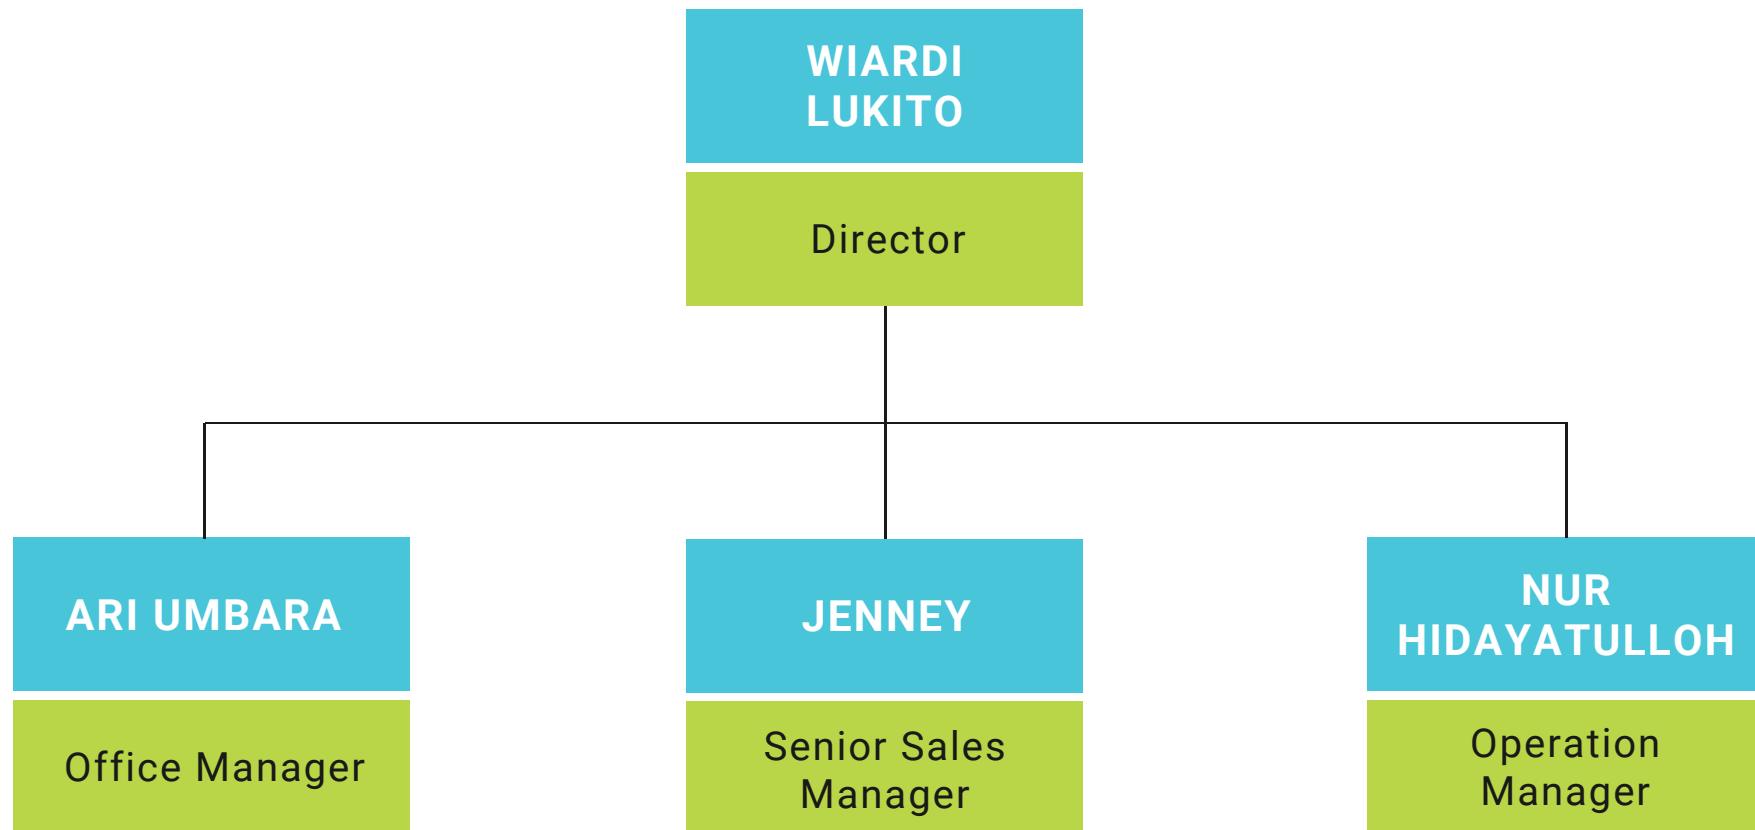 WIARDI
LUKITO
Director
ARI UMBARA
Office Manager
JENNEY
Senior Sales
Manager
NUR
HIDAYATULLOH
Operation
Manager